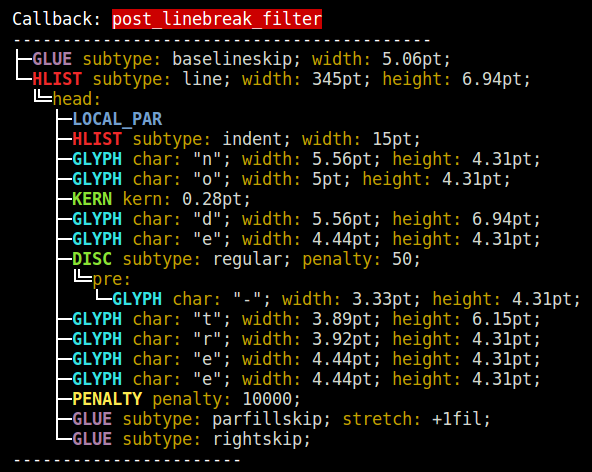 Callback: post_linebreak_filter
------------------------------------------
├─GLUE subtype: baselineskip; width: 5.06pt;
└─HLIST subtype: line; width: 345pt; height: 6.94pt;
╚═head:
├─LOCAL_PAR
├─HLIST subtype: indent; width: 15pt;
├─GLYPH char: "n"; width: 5.56pt; height: 4.31pt;
├─GLYPH char: "o"; width: 5pt; height: 4.31pt;
├─KERN kern: 0.28pt;
├─GLYPH char: "d"; width: 5.56pt; height: 6.94pt;
├─GLYPH char: "e"; width: 4.44pt; height: 4.31pt;
├─DISC subtype: regular; penalty: 50;
│ ╚═pre:
│ └─GLYPH char: "-"; width: 3.33pt; height: 4.31pt;
├─GLYPH char: "t"; width: 3.89pt; height: 6.15pt;
├─GLYPH char: "r"; width: 3.92pt; height: 4.31pt;
├─GLYPH char: "e"; width: 4.44pt; height: 4.31pt;
├─GLYPH char: "e"; width: 4.44pt; height: 4.31pt;
├─PENALTY penalty: 10000;
├─GLUE subtype: parfillskip; stretch: +1fil;
└─GLUE subtype: rightskip;
-----------------------